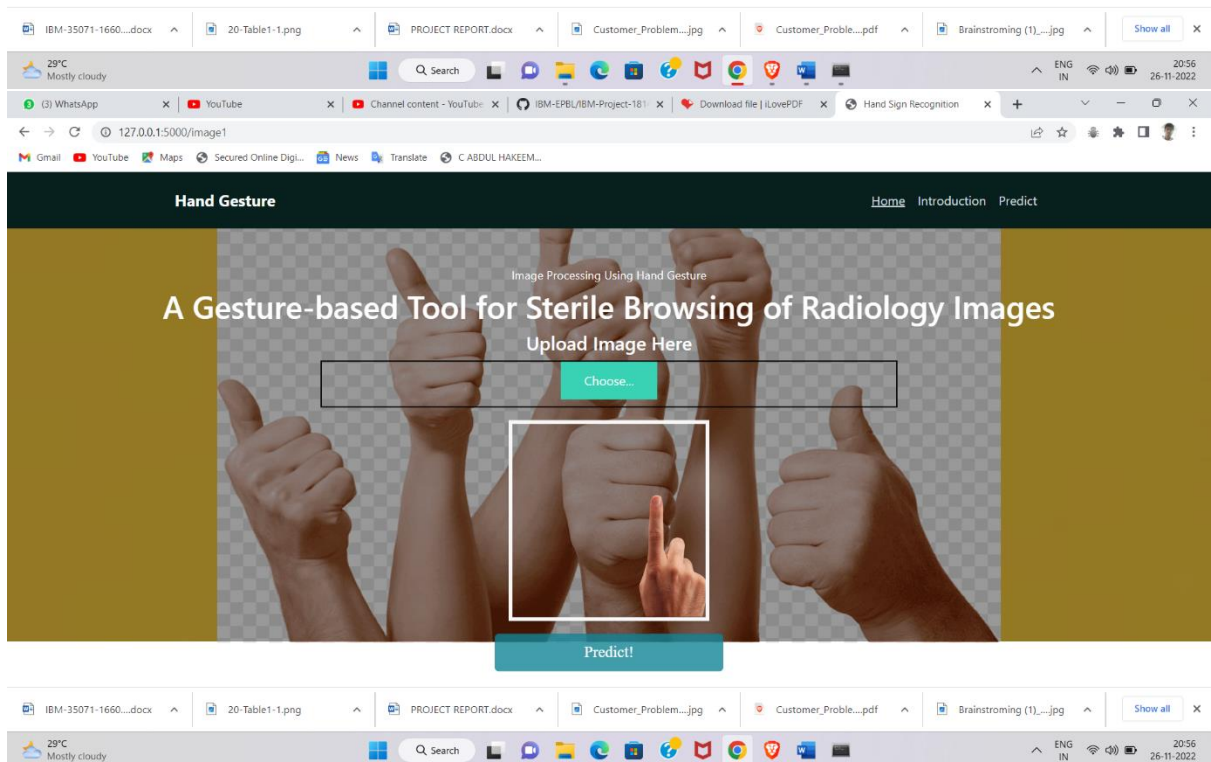 IBM-35071-1660....docx 20-Table1-1.png PROJECT REPORT.docx Customer_Problem....jpg Customer_Proble....pdf Brainstroming (1)_....jpg Show all
29°C
Mostly cloudy
Search
ENG
IN
20:56
26-11-2022
(3) WhatsApp YouTube Channel content - YouTube IBM-EPBL/IBM-Project-181 Download file | iLovePDF Hand Sign Recognition
127.0.0.1:5000/image1
Gmail YouTube Maps Secured Online Digi... News Translate C ABDUL HAKEEM...
Hand Gesture Home Introduction Predict
Image Processing Using Hand Gesture
A Gesture-based Tool for Sterile Browsing of Radiology Images
Upload Image Here
Choose...
Predict!
IBM-35071-1660....docx 20-Table1-1.png PROJECT REPORT.docx Customer_Problem....jpg Customer_Proble....pdf Brainstroming (1)_....jpg Show all
29°C
Mostly cloudy
Search
ENG
IN
20:56
26-11-2022